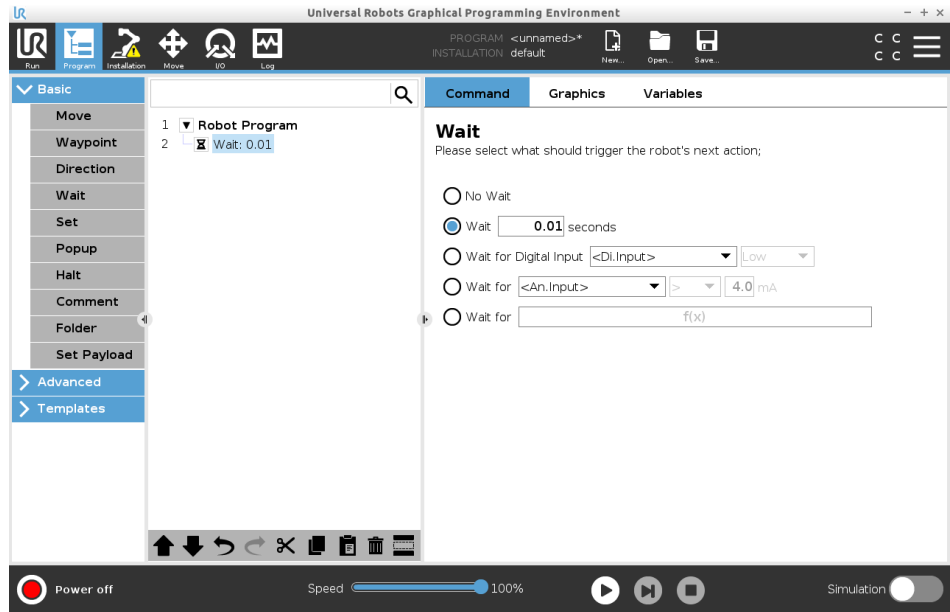 Universal Robots Graphical Programming Environment
UR
Run
Program
Installation
Move
I/O
Log
PROGRAM <unnamed>*
INSTALLATION default
New...
Open...
Save...
C C
C C
Basic
Move
Waypoint
Direction
Wait
Set
Popup
Halt
Comment
Folder
Set Payload
Advanced
Templates
1 Robot Program
2 Wait: 0.01
Command Graphics Variables
Wait
Please select what should trigger the robot's next action;
No Wait
Wait 0.01 seconds
Wait for Digital Input <Di.Input> Low
Wait for <An.Input> > 4.0 mA
Wait for f(x)
Power off
Speed 100%
Simulation